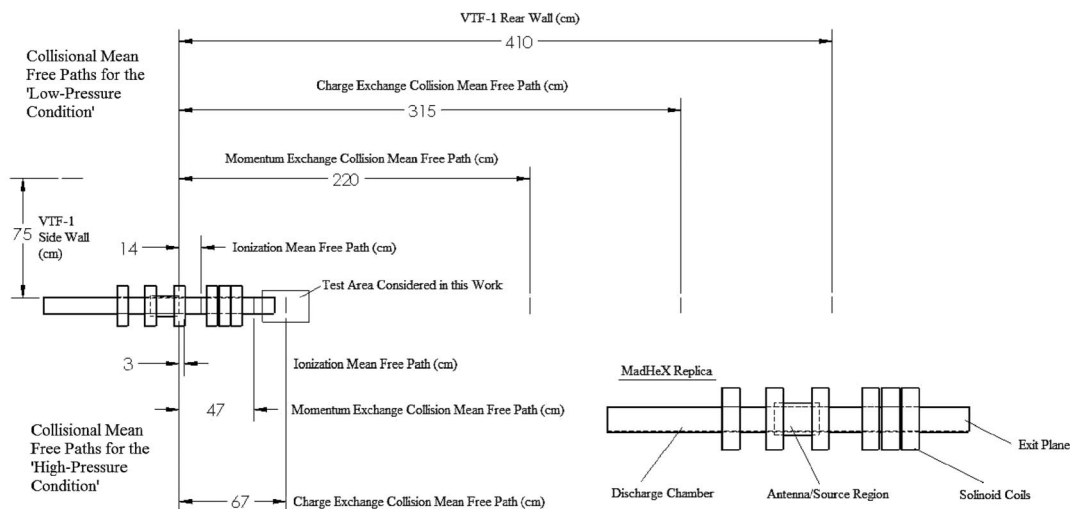 VTF-1 Rear Wall (cm)
410
Collisional Mean
Free Paths for the
'Low-Pressure
Condition'
Charge Exchange Collision Mean Free Path (cm)
315
Momentum Exchange Collision Mean Free Path (cm)
220
75
VTF-1
Side Wall
(cm)
14
Ionization Mean Free Path (cm)
Test Area Considered in this Work
3
Ionization Mean Free Path (cm)
47
Momentum Exchange Collision Mean Free Path (cm)
Collisional Mean
Free Paths for the
'High-Pressure
Condition'
67
Charge Exchange Collision Mean Free Path (cm)
MadHeX Replica
Exit Plane
Discharge Chamber
Antenna/Source Region
Solinoid Coils